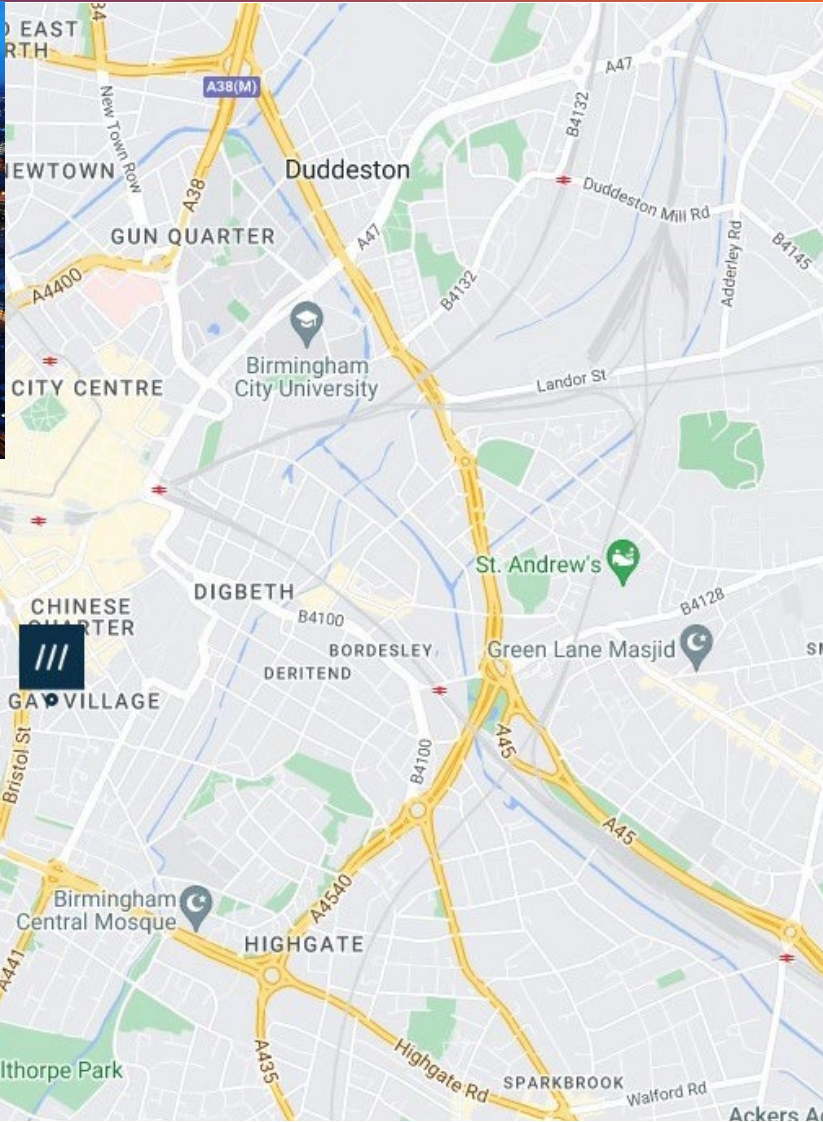 EAST
RTH
34
A38(M)
A47
New Town Row
B4132
NEWTOWN
Duddeston
A38
Duddeston Mill Rd
GUN QUARTER
A47
Adderley Rd
B4145
A4400
B4132
Birmingham
City University
CITY CENTRE
Landor St
St. Andrew's
DIGBETH
CHINESE
QUARTER
B4100
B4128
BORDESLEY
Green Lane Masjid
SM
///
DERITEND
GAY VILLAGE
Bristol St
B4100
A45
A45
Birmingham
Central Mosque
A4540
HIGHGATE
A441
A435
Highgate Rd
lthorpe Park
SPARKBROOK
Walford Rd
Ackers A